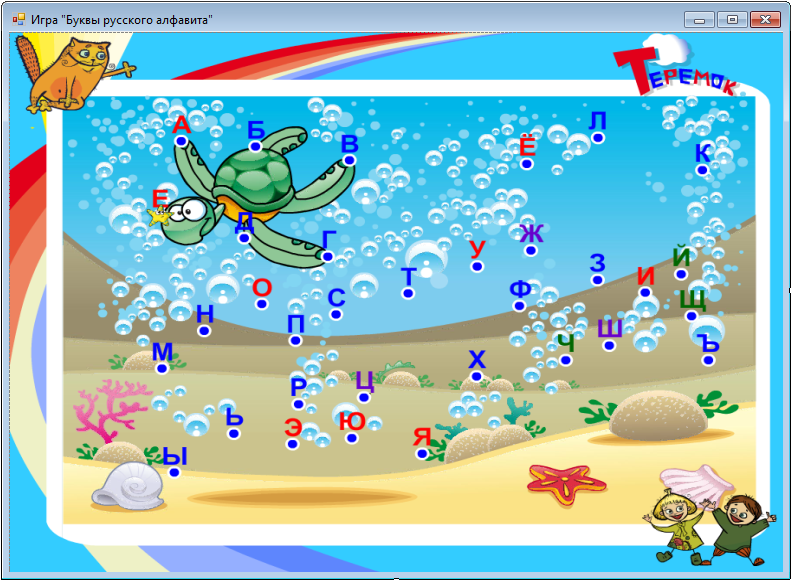 Игра "Буквы русского алфавита"
Теремок
А
Б
В
Ё
Л
К
Е
Д
Г
У
Ж
З
И
Й
О
Т
Н
П
С
Ф
Щ
М
Ч
Ш
Ъ
Р
Ц
Х
Ь
Э
Ю
Я
Ы